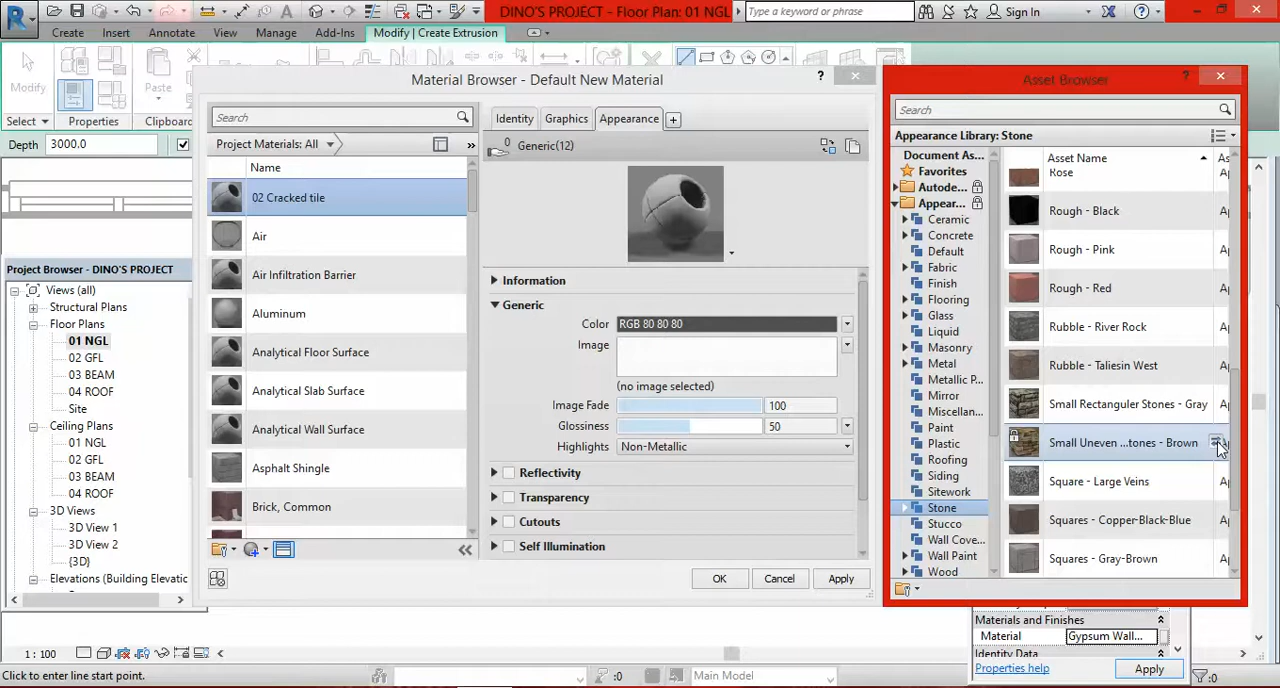 DINO'S PROJECT - Floor Plan: 01 NGL
Type a keyword or phrase
Sign In
Create
Insert
Annotate
View
Manage
Add-Ins
Modify | Create Extrusion
Modify
Paste
Select
Properties
Clipboard
Depth
3000.0
Project Browser - DINO'S PROJECT
Views (all)
Structural Plans
Floor Plans
01 NGL
02 GFL
03 BEAM
04 ROOF
Site
Ceiling Plans
01 NGL
02 GFL
03 BEAM
04 ROOF
3D Views
3D View 1
3D View 2
{3D}
Elevations (Building Elevatic
Material Browser - Default New Material
?
Search
Project Materials: All
»
Name
02 Cracked tile
Air
Air Infiltration Barrier
Aluminum
Analytical Floor Surface
Analytical Slab Surface
Analytical Wall Surface
Asphalt Shingle
Brick, Common
«
Identity
Graphics
Appearance
+
0
Generic(12)
Information
Generic
Color
RGB 80 80 80
Image
(no image selected)
Image Fade
100
Glossiness
50
Highlights
Non-Metallic
Reflectivity
Transparency
Cutouts
Self Illumination
OK
Cancel
Apply
Asset Browser
?
Search
Appearance Library: Stone
Document As...
Favorites
Autode...
Appear...
Ceramic
Concrete
Default
Fabric
Finish
Flooring
Glass
Liquid
Masonry
Metal
Metallic P...
Mirror
Miscellan...
Paint
Plastic
Roofing
Siding
Sitework
Stone
Stucco
Wall Cove...
Wall Paint
Wood
Asset Name
As
Rose
Rough - Black
Rough - Pink
Rough - Red
Rubble - River Rock
Rubble - Taliesin West
Small Rectanguler Stones - Gray
Small Uneven ...tones - Brown
Square - Large Veins
Squares - Copper-Black-Blue
Squares - Gray-Brown
Materials and Finishes
Material
Gypsum Wall...
Identity Data
Properties help
Apply
1 : 100
Click to enter line start point.
:0
Main Model
:0